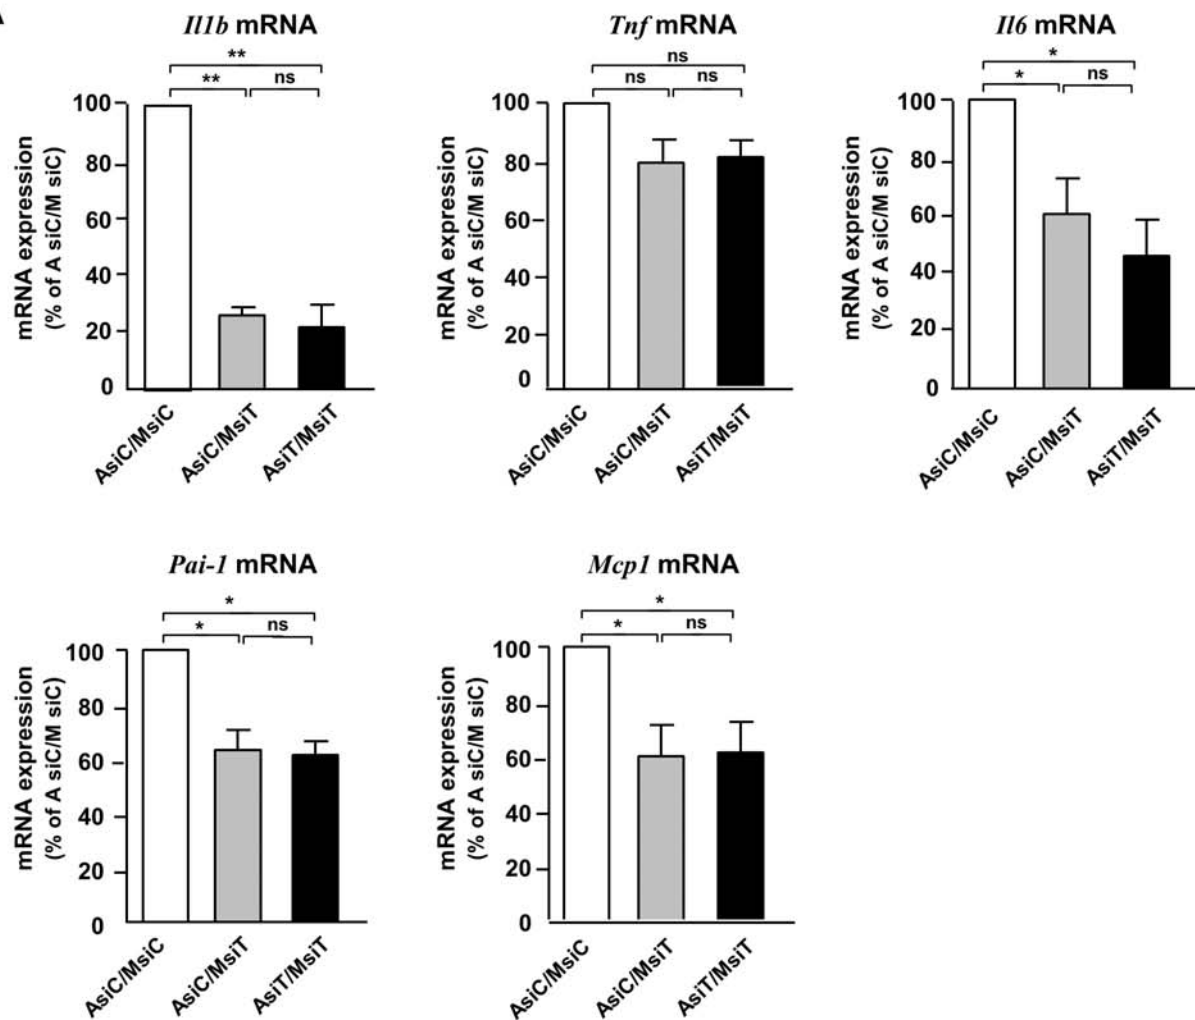 A
Il1b mRNA
**
** ns
mRNA expression
(% of A siC/M siC)
100
80
60
40
20
0
AsiC/MsiC
AsiC/MsiT
AsiT/MsiT
Tnf mRNA
ns
ns ns
mRNA expression
(% of A siC/M siC)
100
80
60
40
20
0
AsiC/MsiC
AsiC/MsiT
AsiT/MsiT
Il6 mRNA
*
* ns
mRNA expression
(% of A siC/M siC)
100
80
60
40
20
0
AsiC/MsiC
AsiC/MsiT
AsiT/MsiT
Pai-1 mRNA
*
* ns
mRNA expression
(% of A siC/M siC)
100
80
60
40
20
0
AsiC/MsiC
AsiC/MsiT
AsiT/MsiT
Mcp1 mRNA
*
* ns
mRNA expression
(% of A siC/M siC)
100
80
60
40
20
0
AsiC/MsiC
AsiC/MsiT
AsiT/MsiT